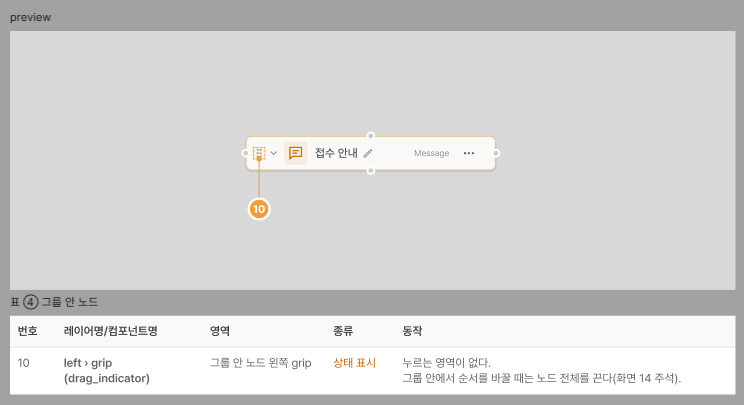 preview
접수 안내
Message
10
표 ④ 그룹 안 노드
번호 레이어명/컴포넌트명 영역 종류 동작
10 left › grip 그룹 안 노드 왼쪽 grip 상태 표시 누르는 영역이 없다.
(drag_indicator) 그룹 안에서 순서를 바꿀 때는 노드 전체를 끈다(화면 14 주석).